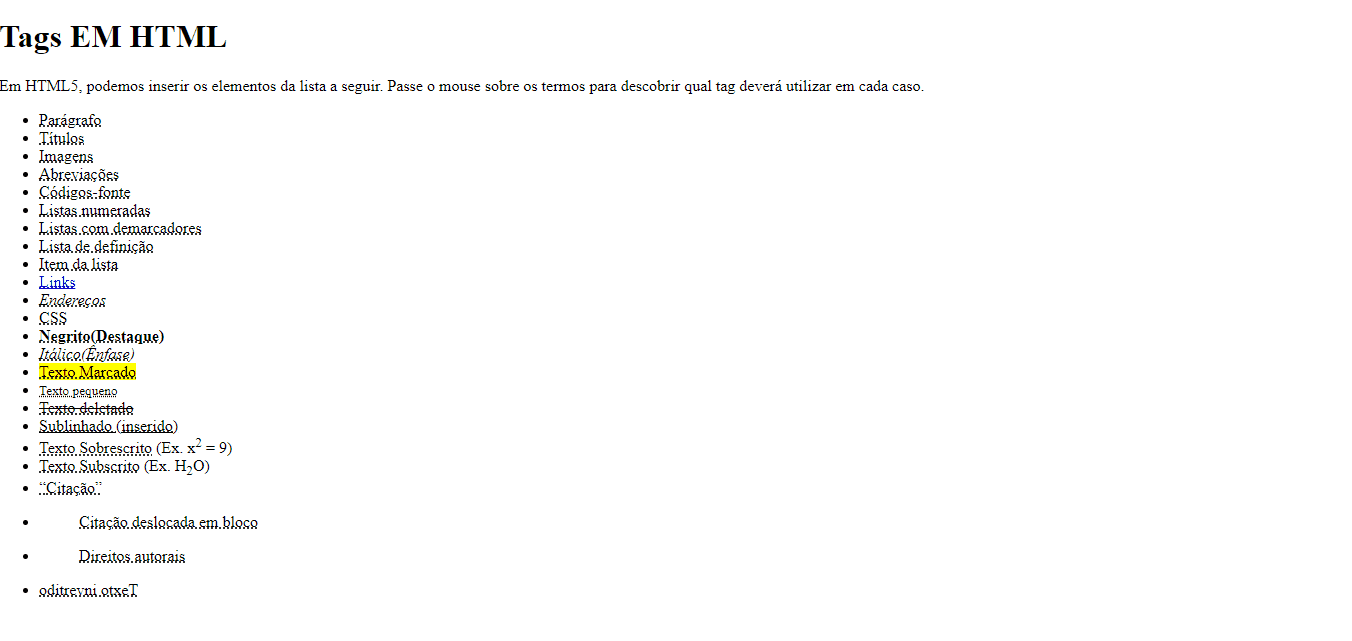 Tags EM HTML
Em HTML5, podemos inserir os elementos da lista a seguir. Passe o mouse sobre os termos para descobrir qual tag deverá utilizar em cada caso.
Parágrafo
Títulos
Imagens
Abreviações
Códigos-fonte
Listas numeradas
Listas com demarcadores
Lista de definição
Item da lista
Links
Endereços
CSS
Negrito(Destaque)
Itálico(Ênfase)
Texto Marcado
Texto pequeno
Texto deletado
Sublinhado (inserido)
Texto Sobrescrito (Ex. x² = 9)
Texto Subscrito (Ex. H₂O)
“Citação”
Citação deslocada em bloco
Direitos autorais
oditrevni otxeT